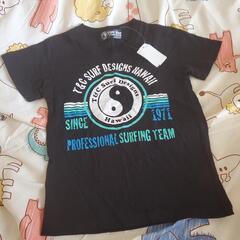 T&C SURF DESIGNS HAWAII
T&C Surf Designs
Hawaii
SINCE 1971
PROFESSIONAL SURFING TEAM